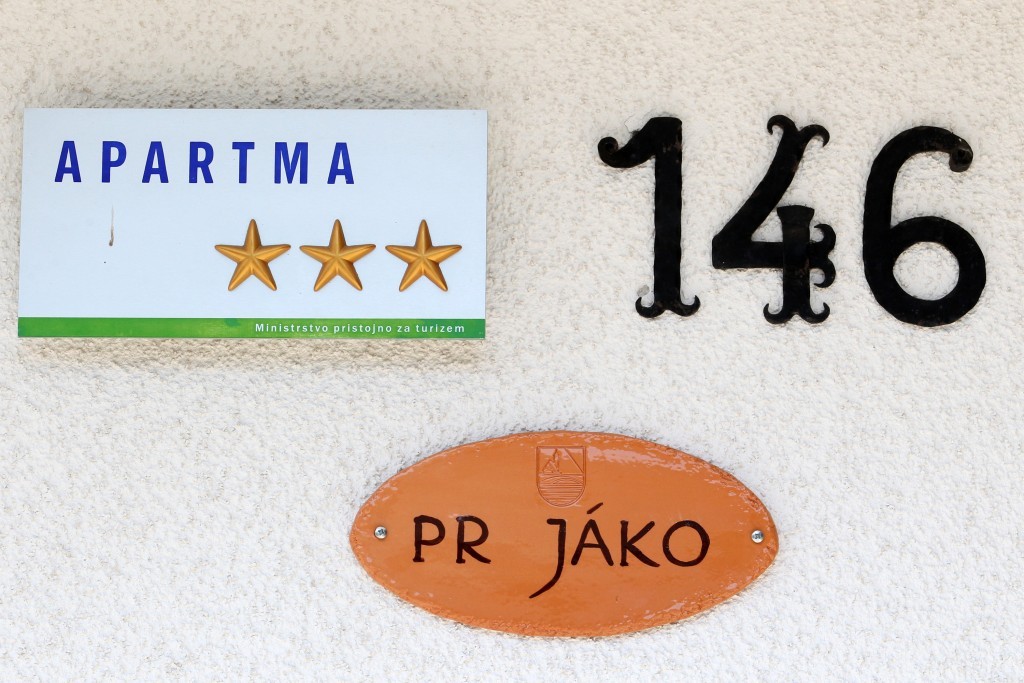 APARTMA
Ministrstvo pristojno za turizem
146
PR JÁKO